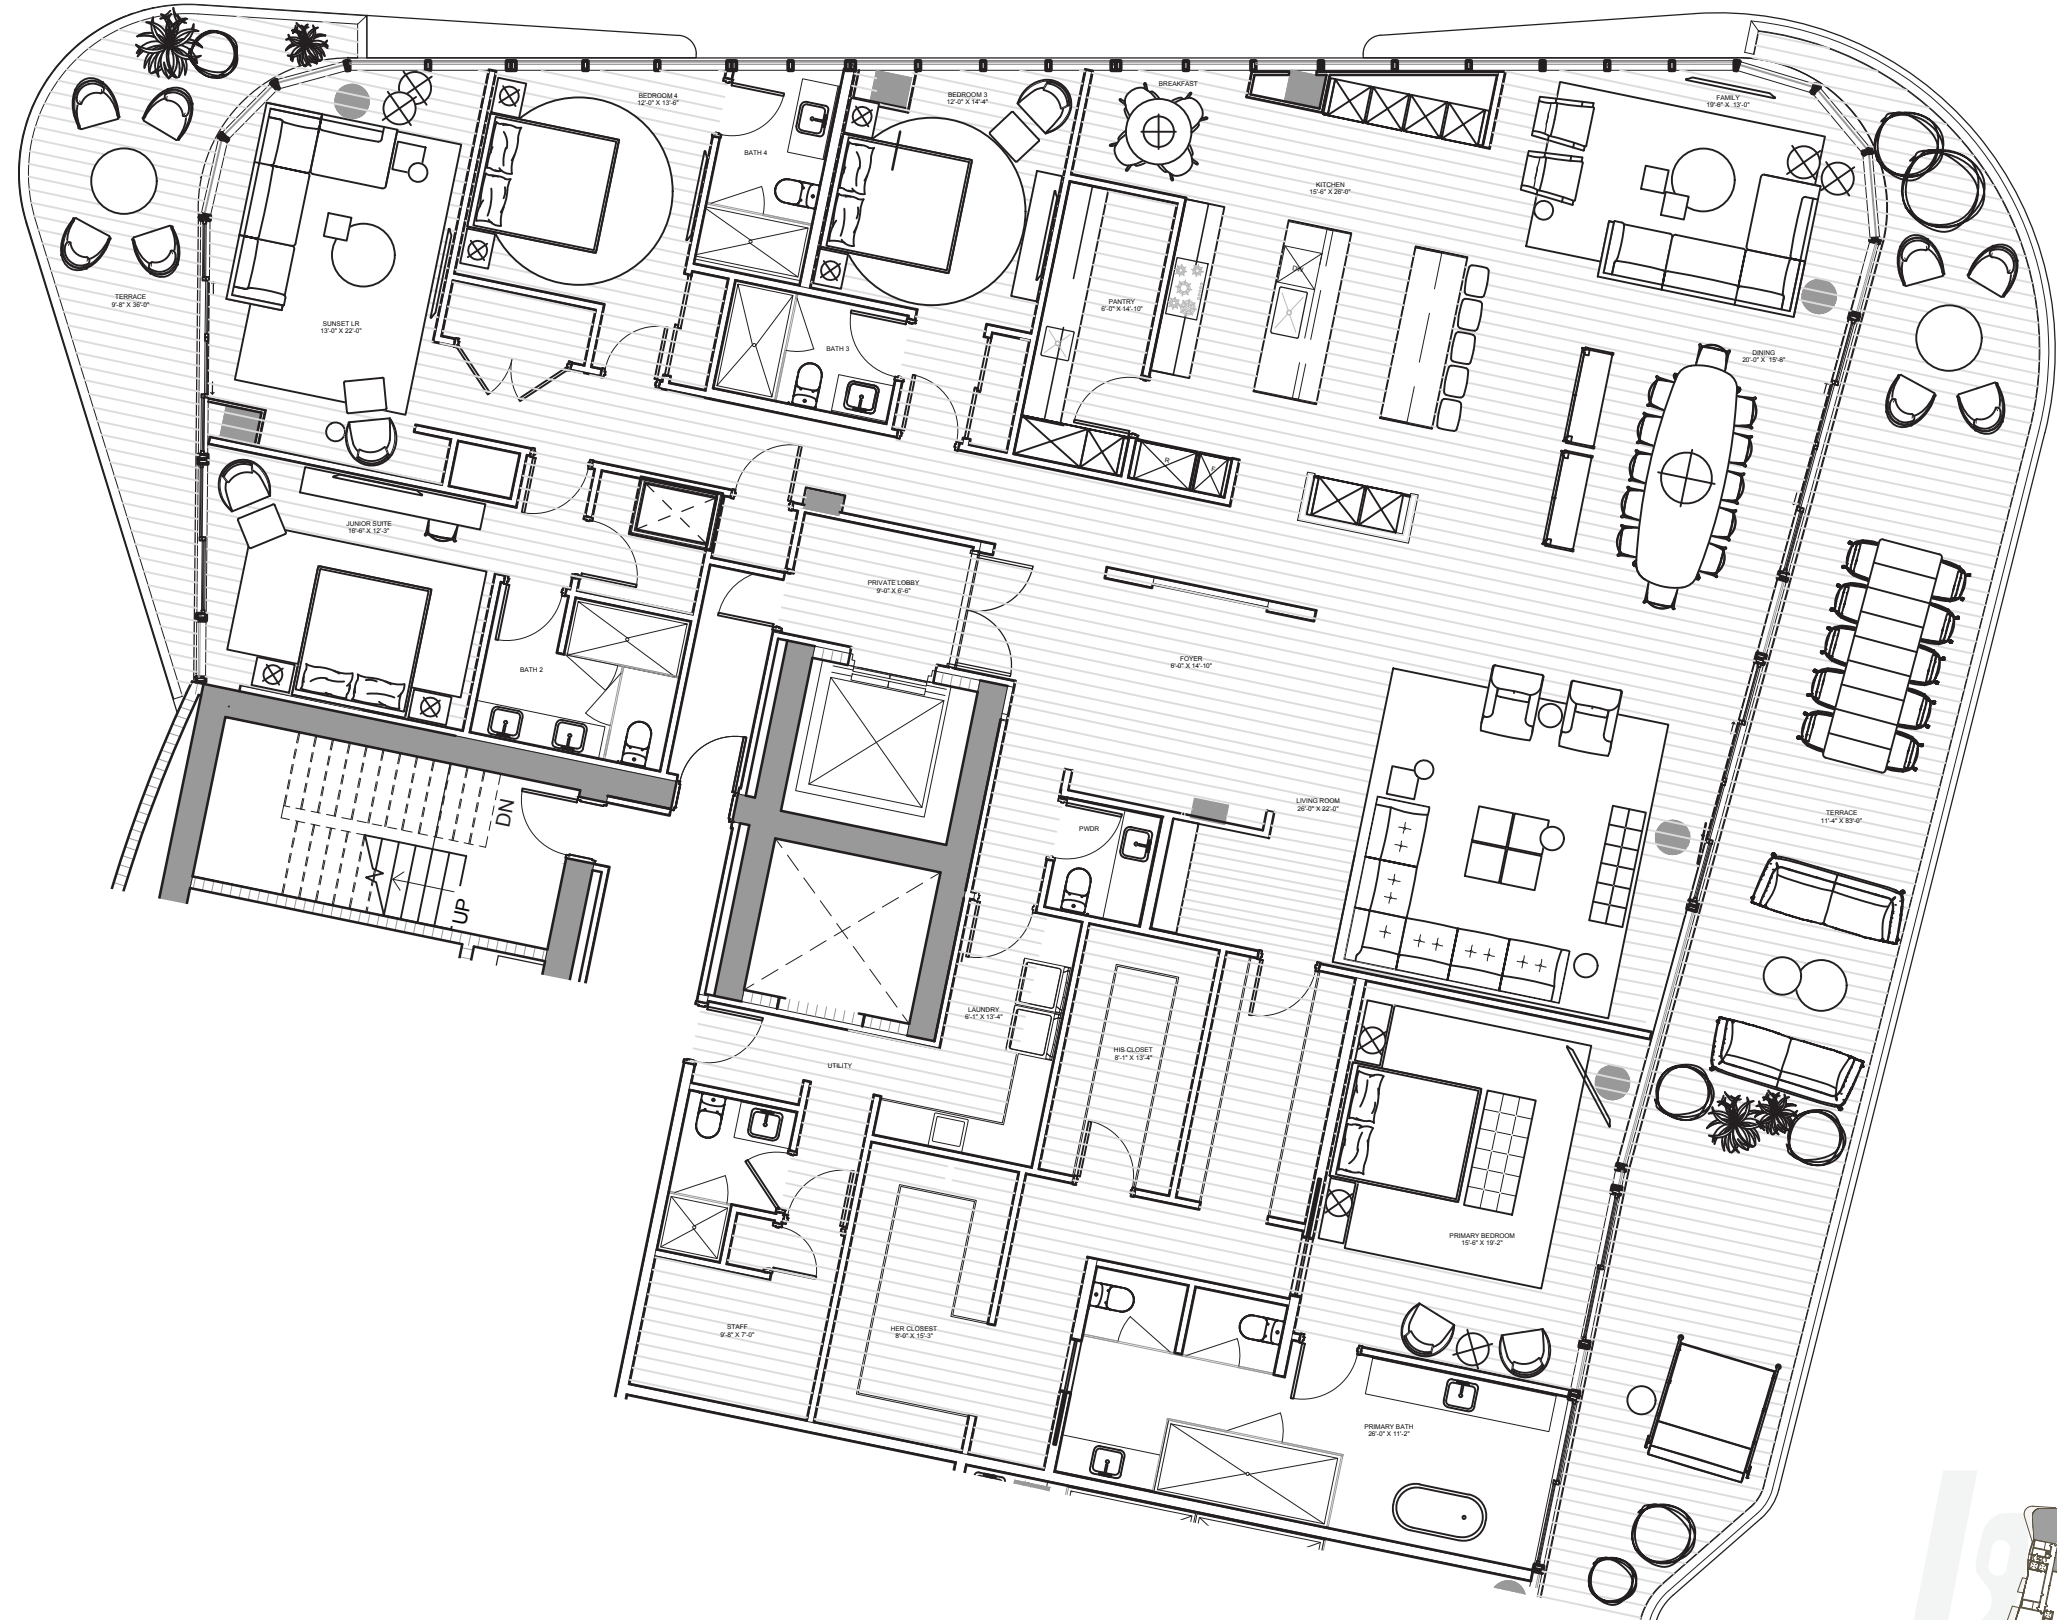 BREAKFAST
BEDROOM 4
12'-0" X 13'-6"
BEDROOM 3
12'-0" X 14'-4"
FAMILY
19'-6" X 13'-0"
BATH 4
KITCHEN
15'-6" X 26'-0"
DW
TERRACE
9'-8" X 36'-0"
PANTRY
6'-0" X 14'-10"
SUNSET LR
13'-0" X 22'-0"
BATH 3
DINING
20'-0" X 15'-8"
R
F
JUNIOR SUITE
16'-6" X 12'-3"
PRIVATE LOBBY
9'-0" X 6'-6"
BATH 2
FOYER
6'-0" X 14'-10"
LIVING ROOM
26'-0" X 22'-0"
DN
TERRACE
11'-4" X 83'-0"
PWDR
UP
LAUNDRY
6'-1" X 13'-4"
HIS CLOSET
8'-1" X 13'-4"
UTILITY
PRIMARY BEDROOM
15'-6" X 19'-2"
STAFF
9'-8" X 7'-0"
HER CLOSEST
8'-0" X 15'-3"
PRIMARY BATH
26'-0" X 11'-2"